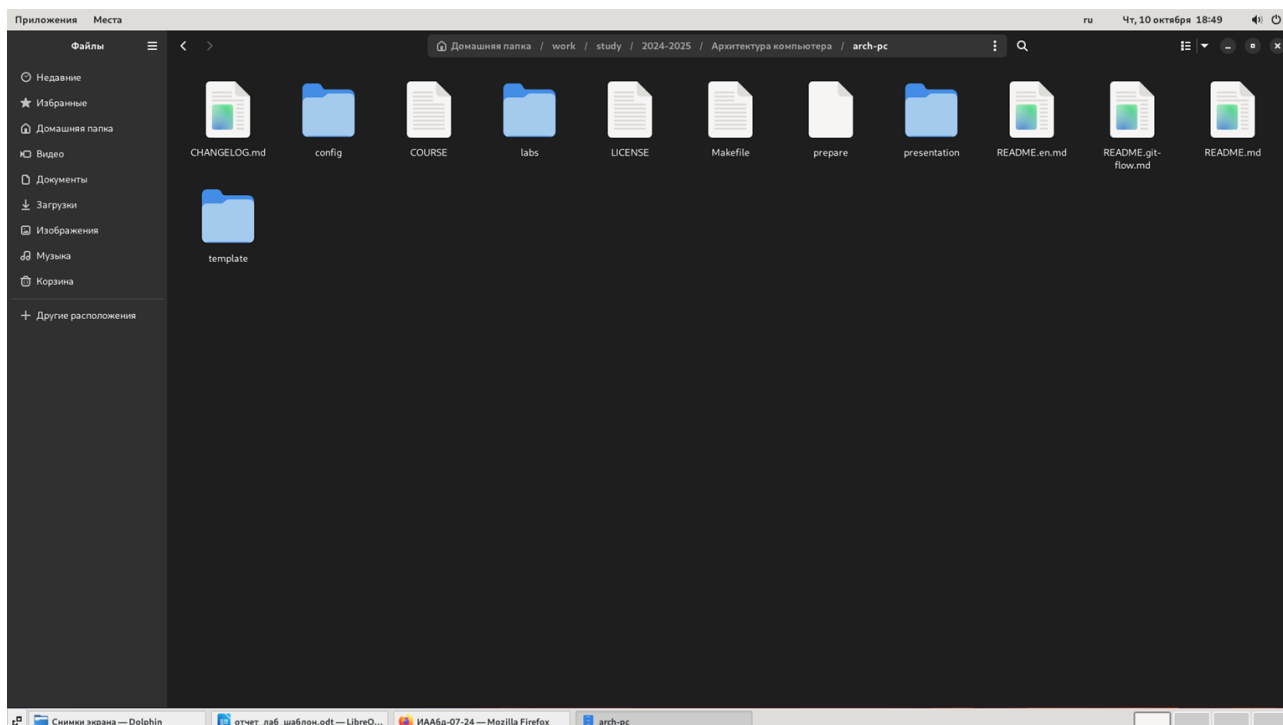 Приложения Места ru Чт, 10 октября 18:49
Файлы Домашняя папка / work / study / 2024-2025 / Архитектура компьютера / arch-pc
Недавние
Избранные
Домашняя папка
Видео
Документы
Загрузки
Изображения
Музыка
Корзина
Другие расположения
CHANGELOG.md config COURSE labs LICENSE Makefile prepare presentation README.en.md README.git-flow.md README.md
template
Снимки экрана — Dolphin отчет_лаб_шаблон.odt — LibreO... ИААбд-07-24 — Mozilla Firefox arch-pc